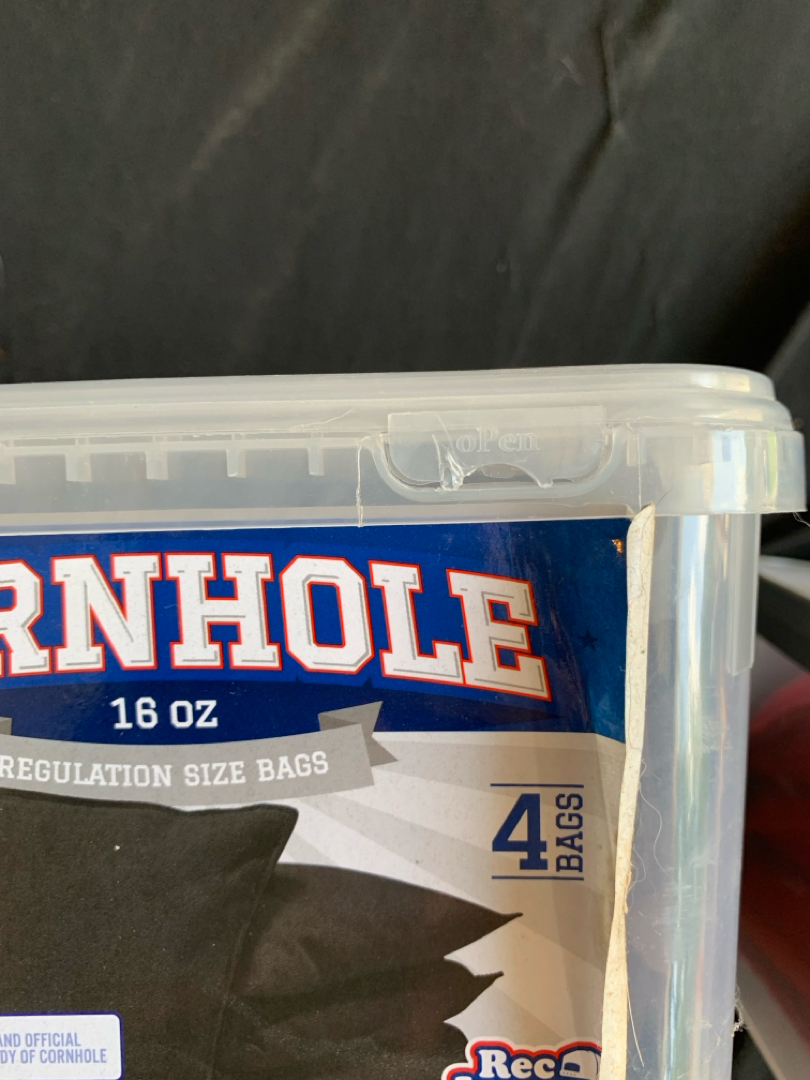 oPen
RNHOLE
16 OZ
REGULATION SIZE BAGS
4
BAGS
AND OFFICIAL
DY OF CORNHOLE
Rec